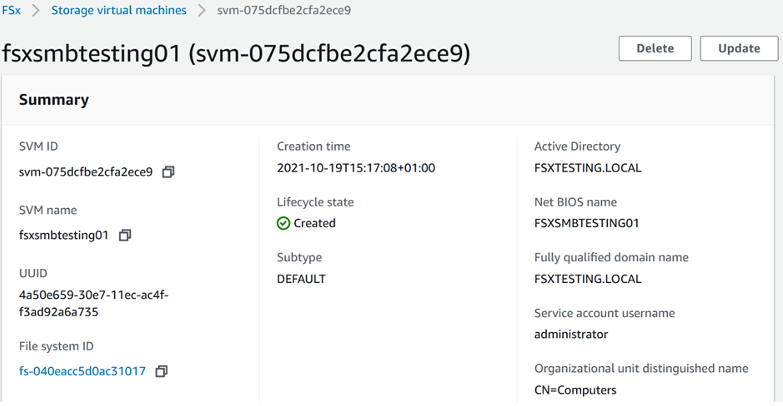 FSx > Storage virtual machines > svm-075dcfbe2cfa2ece9
fsxsmbtesting01 (svm-075dcfbe2cfa2ece9)
Delete
Update
Summary
SVM ID
svm-075dcfbe2cfa2ece9
SVM name
fsxsmbtesting01
UUID
4a50e659-30e7-11ec-ac4f-
f3ad92a6a735
File system ID
fs-040eacc5d0ac31017
Creation time
2021-10-19T15:17:08+01:00
Lifecycle state
Created
Subtype
DEFAULT
Active Directory
FSXTESTING.LOCAL
Net BIOS name
FSXSMBTESTING01
Fully qualified domain name
FSXTESTING.LOCAL
Service account username
administrator
Organizational unit distinguished name
CN=Computers